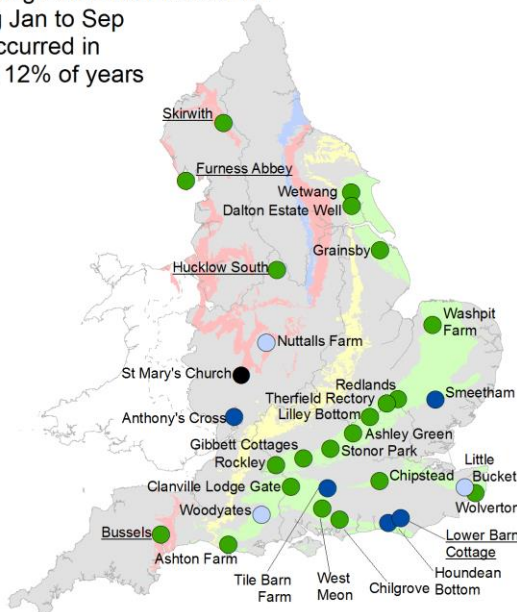 g Jan to Sep
ccurred in
12% of years
Skirwith
Furness Abbey
Wetwang
Dalton Estate Well
Grainsby
Hucklow South
Washpit
Farm
Nuttalls Farm
St Mary's Church
Redlands
Therfield Rectory
Smeetham
Anthony's Cross
Lilley Bottom
Ashley Green
Gibbett Cottages
Stonor Park
Little
Bucket
Rockley
Chipstead
Clanville Lodge Gate
Wolverton
Woodyates
Bussels
Lower Barn
Cottage
Ashton Farm
Tile Barn
Farm
West
Meon
Houndean
Bottom
Chilgrove